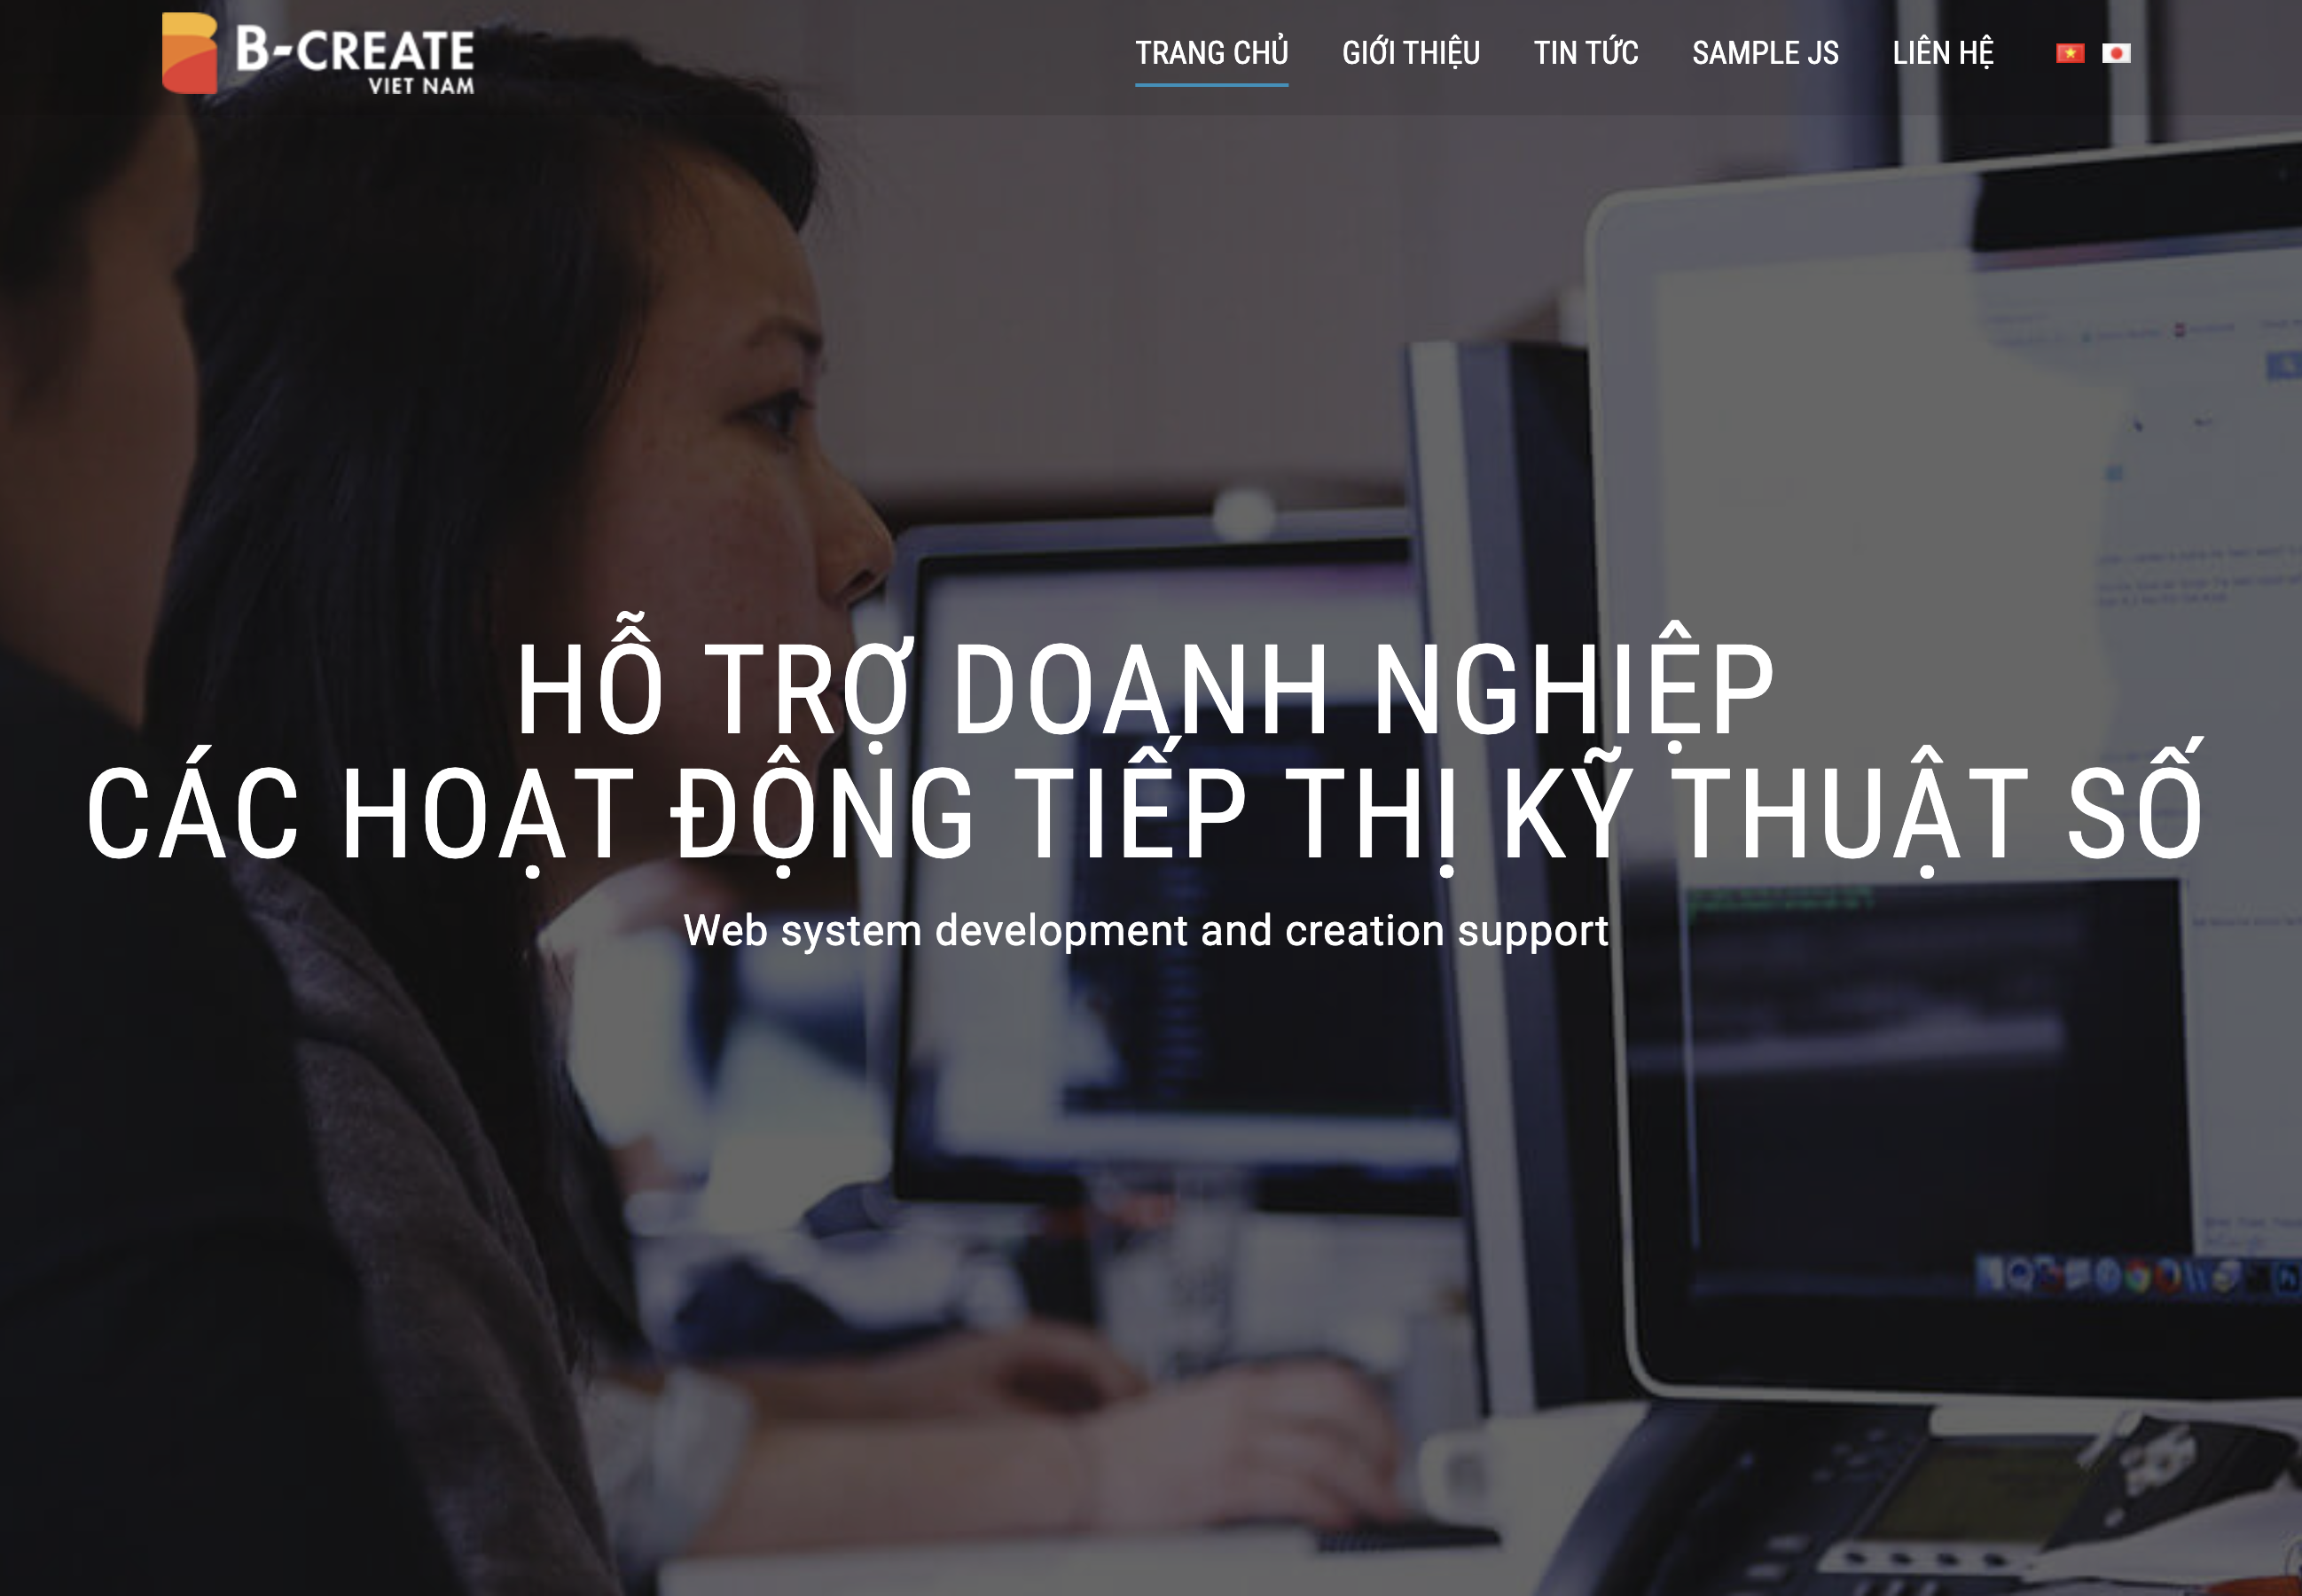 B-CREATE
VIET NAM
TRANG CHỦ GIỚI THIỆU TIN TỨC SAMPLE JS LIÊN HỆ
HỖ TRỢ DOANH NGHIỆP
CÁC HOẠT ĐỘNG TIẾP THỊ KỸ THUẬT SỐ
Web system development and creation support